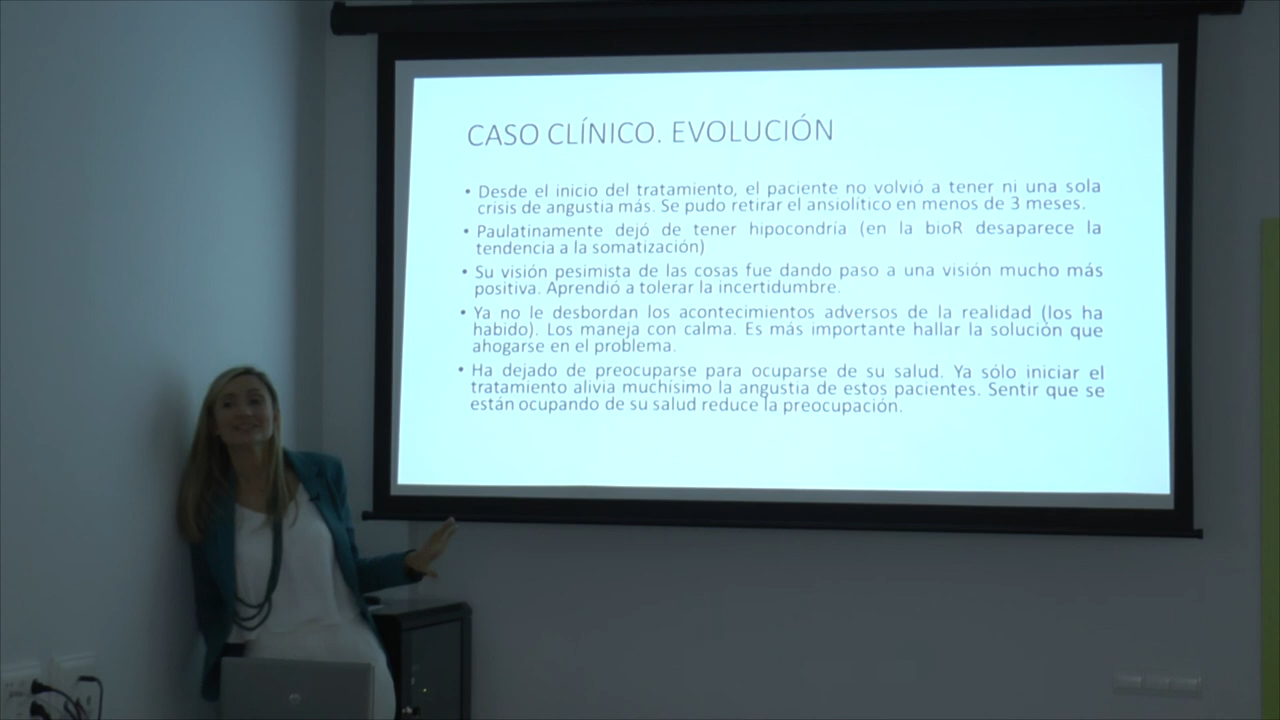 CASO CLÍNICO. EVOLUCIÓN
• Desde el inicio del tratamiento, el paciente no volvió a tener ni una sola
crisis de angustia más. Se pudo retirar el ansiolítico en menos de 3 meses.
• Paulatinamente dejó de tener hipocondría (en la bioR desaparece la
tendencia a la somatización)
• Su visión pesimista de las cosas fue dando paso a una visión mucho más
positiva. Aprendió a tolerar la incertidumbre.
• Ya no le desbordan los acontecimientos adversos de la realidad (los ha
habido). Los maneja con calma. Es más importante hallar la solución que
ahogarse en el problema.
• Ha dejado de preocuparse para ocuparse de su salud. Ya sólo iniciar el
tratamiento alivia muchísimo la angustia de estos pacientes. Sentir que se
están ocupando de su salud reduce la preocupación.